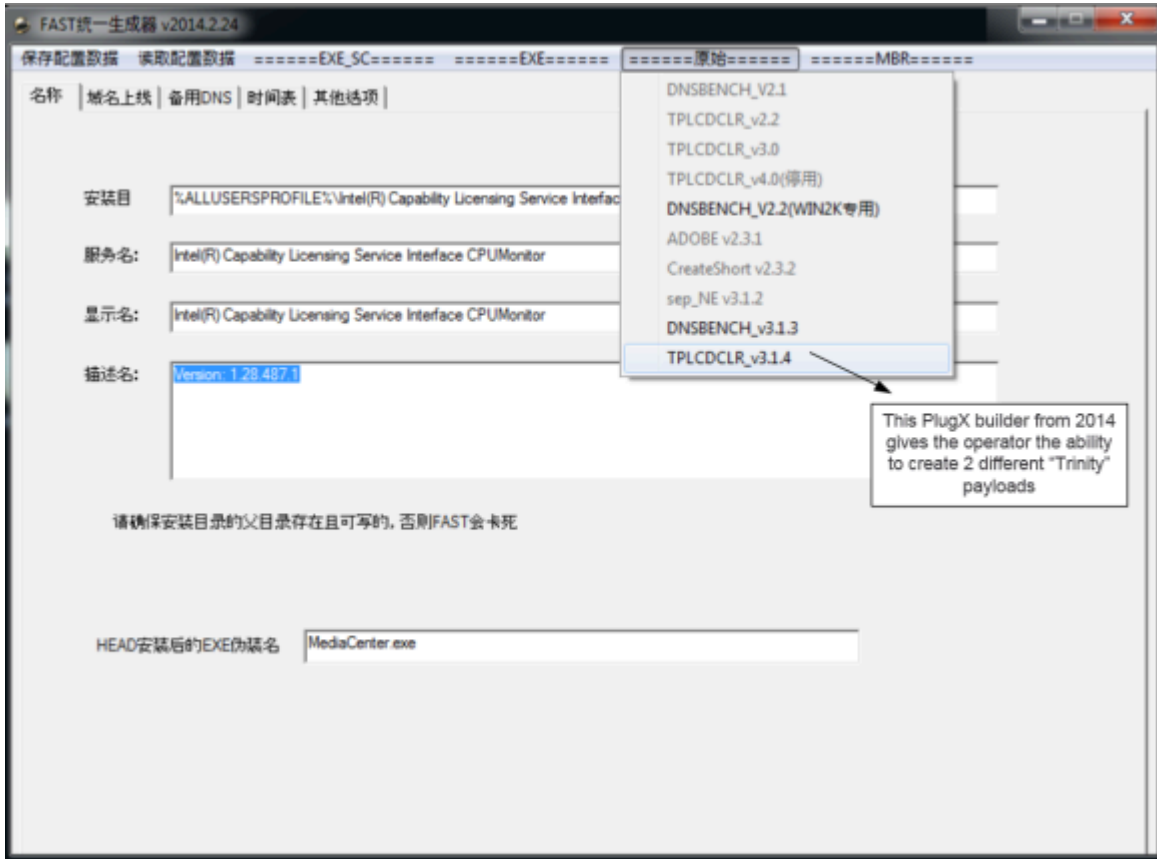 FAST统一生成器 v2014.2.24
保存配置数据 读取配置数据 ======EXE_SC====== ======EXE====== ======原始====== ======MBR======
名称 域名上线 备用DNS 时间表 其他选项
DNSBENCH_V2.1
TPLCDCLR_v2.2
TPLCDCLR_v3.0
TPLCDCLR_v4.0(停用)
DNSBENCH_V2.2(WIN2K专用)
ADOBE v2.3.1
CreateShort v2.3.2
sep_NE v3.1.2
DNSBENCH_v3.1.3
TPLCDCLR_v3.1.4
安装目 %ALLUSERSPROFILE%\Intel(R) Capability Licensing Service Interfac
服务名: Intel(R) Capability Licensing Service Interface CPUMonitor
显示名: Intel(R) Capability Licensing Service Interface CPUMonitor
描述名: Version: 1.28.487.1
This PlugX builder from 2014
gives the operator the ability
to create 2 different "Trinity"
payloads
请确保安装目录的父目录存在且可写的, 否则FAST会卡死
HEAD安装后的EXE伪装名 MediaCenter.exe